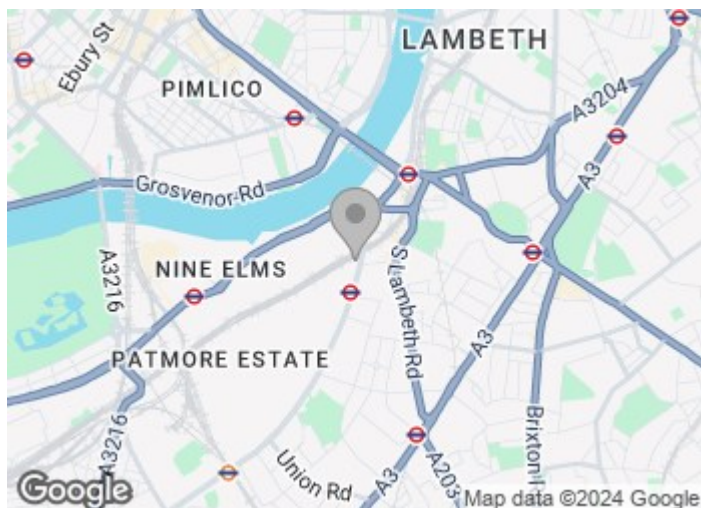 LAMBETH
Ebury St
PIMLICO
A3204
A3
Grosvenor Rd
A3216
NINE ELMS
S Lambeth Rd
A3
PATMORE ESTATE
A3216
Brixton Rd
Union Rd
A3
A203
Google
Map data ©2024 Google